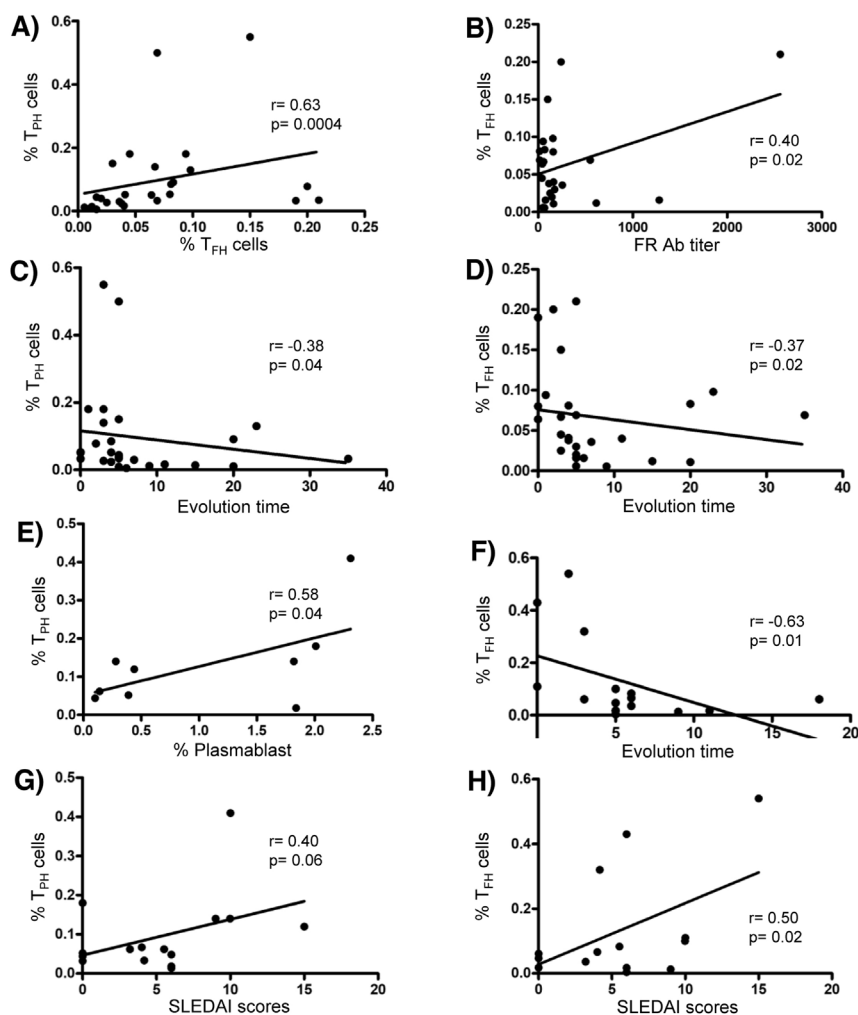 A)
% TPH cells
0.6
0.4
0.2
0.0
0.00 0.05 0.10 0.15 0.20 0.25
% TFH cells
r= 0.63
p= 0.0004
B)
% TFH cells
0.25
0.20
0.15
0.10
0.05
0.00
0 1000 2000 3000
FR Ab titer
r= 0.40
p= 0.02
C)
% TPH cells
0.6
0.4
0.2
0.0
0 10 20 30 40
Evolution time
r= -0.38
p= 0.04
D)
% TFH cells
0.25
0.20
0.15
0.10
0.05
0.00
0 10 20 30 40
Evolution time
r= -0.37
p= 0.02
E)
% TPH cells
0.5
0.4
0.3
0.2
0.1
0.0
0.0 0.5 1.0 1.5 2.0 2.5
% Plasmablast
r= 0.58
p= 0.04
F)
% TFH cells
0.6
0.4
0.2
0.0
5 10 15 20
Evolution time
r= -0.63
p= 0.01
G)
% TPH cells
0.5
0.4
0.3
0.2
0.1
0.0
0 5 10 15 20
SLEDAI scores
r= 0.40
p= 0.06
H)
% TFH cells
0.6
0.4
0.2
0.0
0 5 10 15 20
SLEDAI scores
r= 0.50
p= 0.02